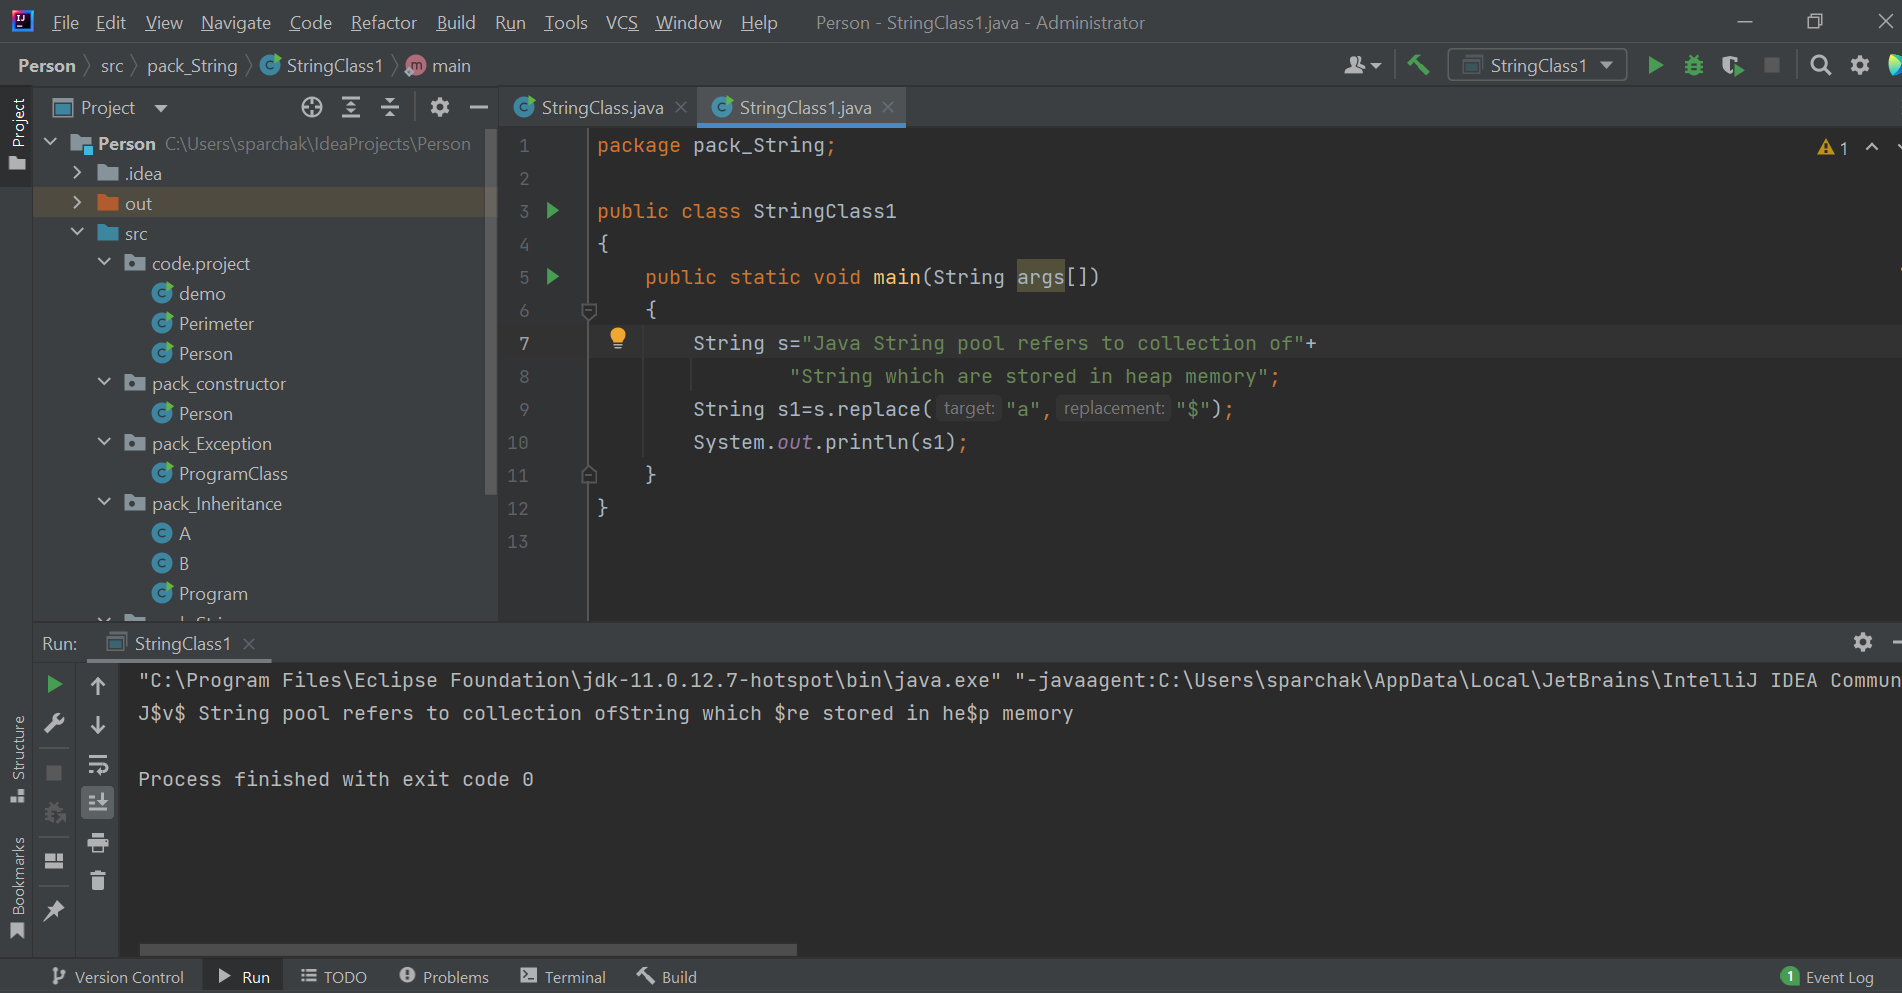 File Edit View Navigate Code Refactor Build Run Tools VCS Window Help Person - StringClass1.java - Administrator
Person src pack_String StringClass1 main StringClass1
Project
Project
StringClass.java StringClass1.java
Person C:\Users\sparchak\IdeaProjects\Person
.idea
out
src
code.project
demo
Perimeter
Person
pack_constructor
Person
pack_Exception
ProgramClass
pack_Inheritance
A
B
Program
1 package pack_String;
2
3 public class StringClass1
4 {
5 public static void main(String args[])
6 {
7 String s="Java String pool refers to collection of"+
8 "String which are stored in heap memory";
9 String s1=s.replace( target: "a", replacement: "$");
10 System.out.println(s1);
11 }
12 }
13
1
Run: StringClass1
"C:\Program Files\Eclipse Foundation\jdk-11.0.12.7-hotspot\bin\java.exe" "-javaagent:C:\Users\sparchak\AppData\Local\JetBrains\IntelliJ IDEA Commun
J$v$ String pool refers to collection ofString which $re stored in he$p memory
Process finished with exit code 0
Structure
Bookmarks
Version Control Run TODO Problems Terminal Build 1 Event Log